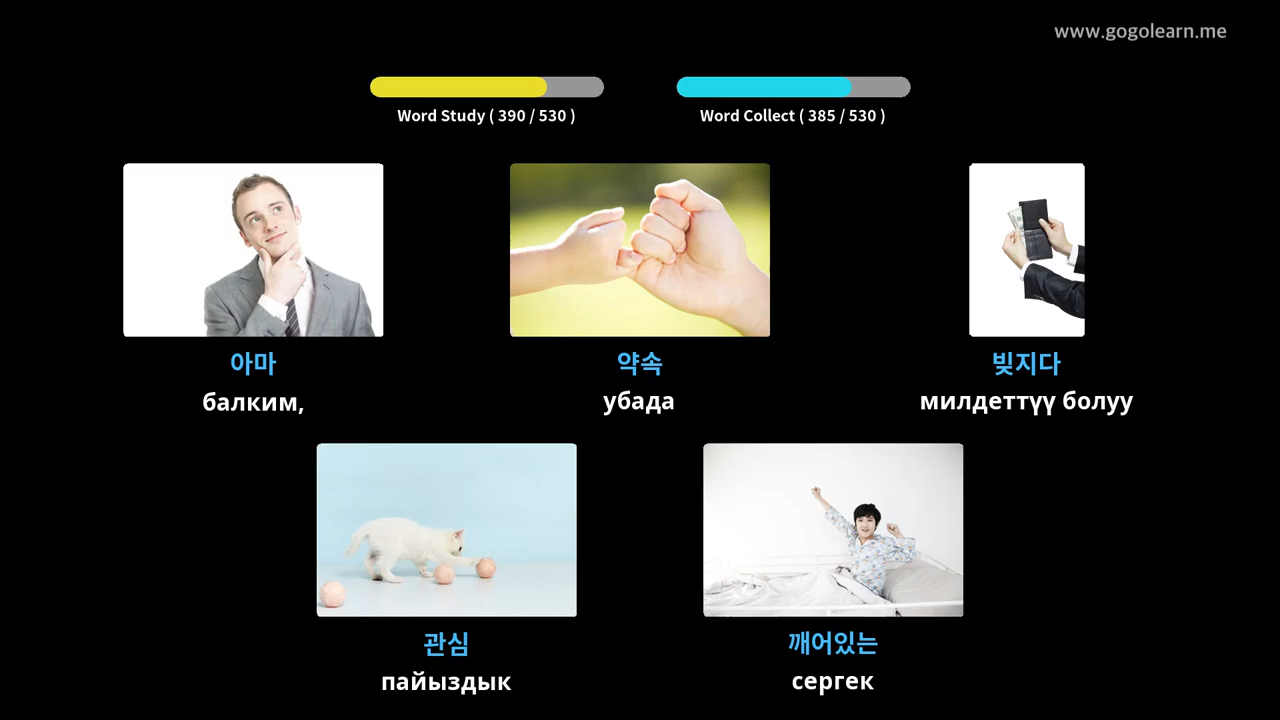 www.gogolearn.me
Word Study ( 390 / 530 )
Word Collect ( 385 / 530 )
아마
балким,
약속
убада
빚지다
милдеттүү болуу
관심
пайыздык
깨어있는
сергек